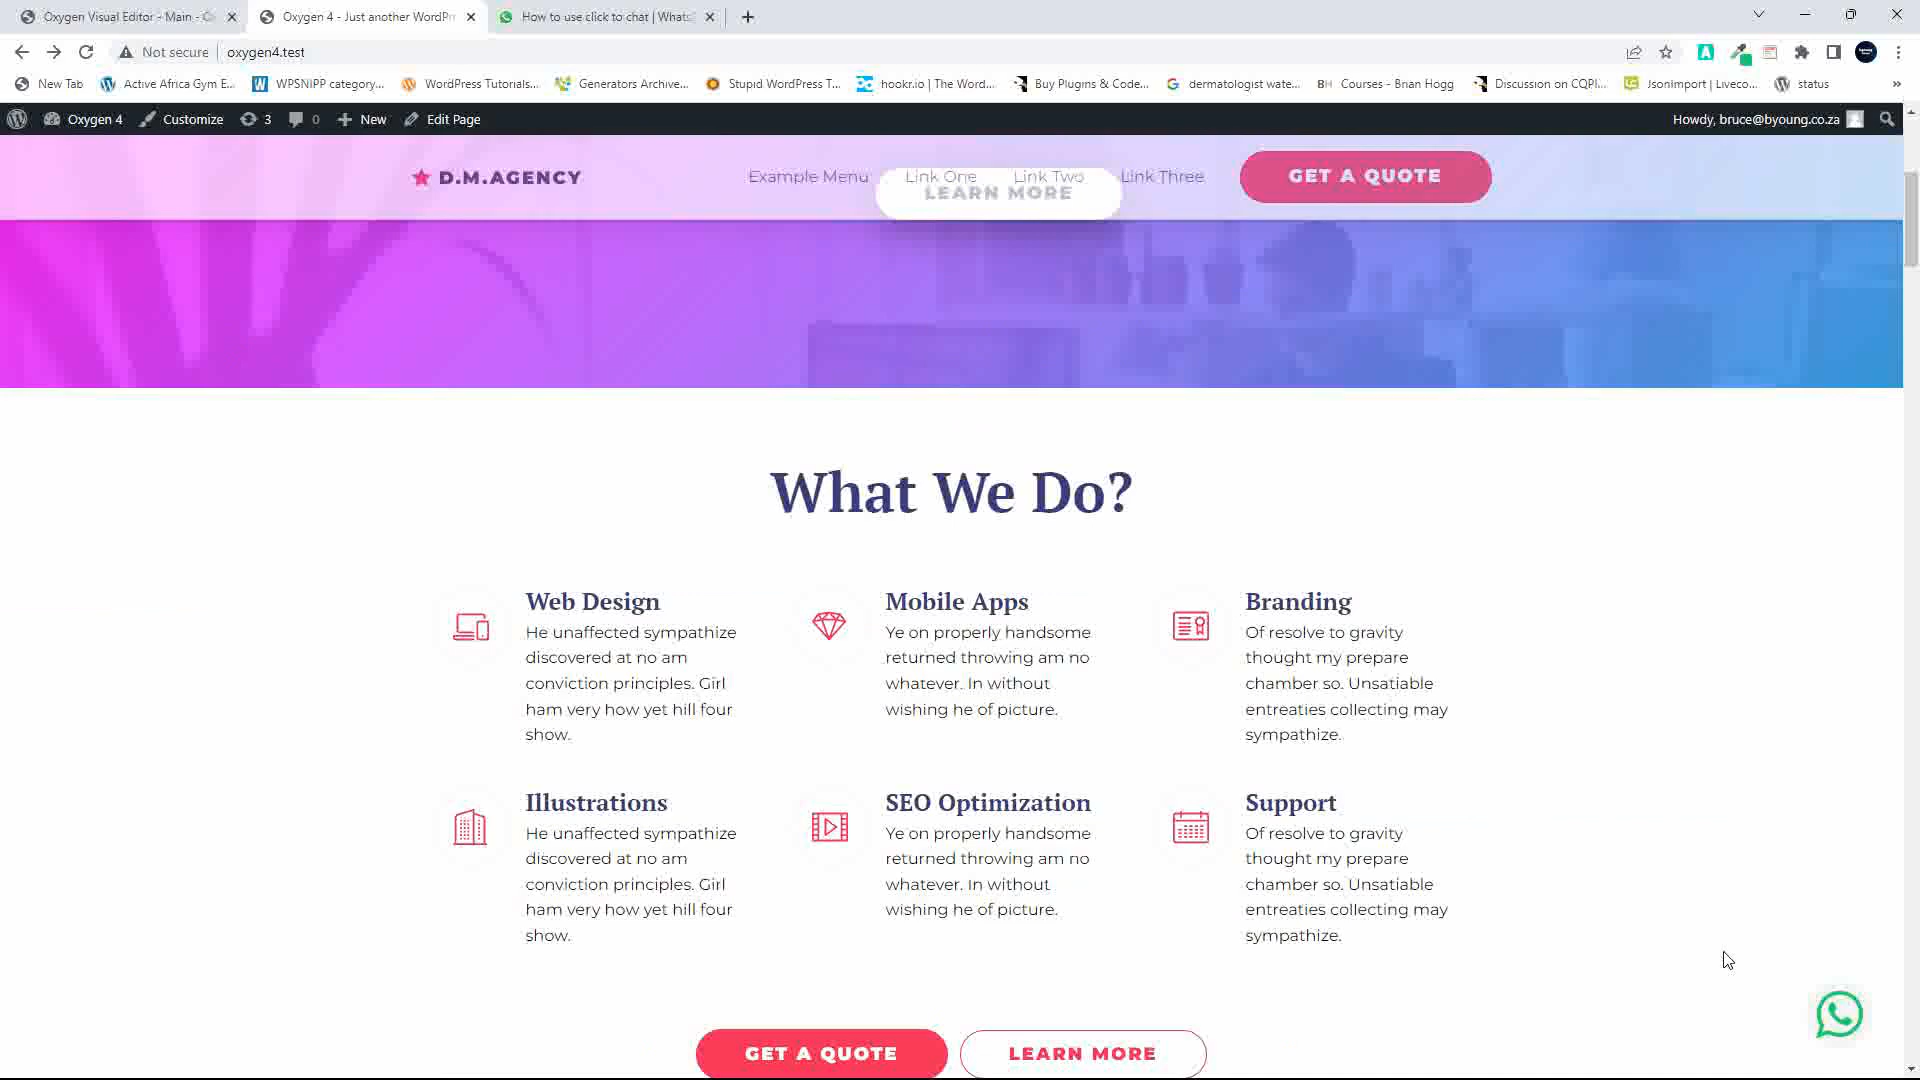 Oxygen Visual Editor - Main - O
Oxygen 4 - Just another WordPr
How to use click to chat | Whats
Not secure
oxygen4.test
New Tab
Active Africa Gym E...
WPSNIPP category...
WordPress Tutorials...
Generators Archive...
Stupid WordPress T...
hookr.io | The Word...
Buy Plugins & Code...
dermatologist wate...
BH Courses - Brian Hogg
Discussion on CQPI...
Jsonimport | Liveco...
status
Oxygen 4
Customize
3
0
New
Edit Page
Howdy, bruce@byoung.co.za
D.M.AGENCY
Example Menu
Link One
Link Two
Link Three
GET A QUOTE
LEARN MORE
What We Do?
Web Design
He unaffected sympathize
discovered at no am
conviction principles. Girl
ham very how yet hill four
show.
Mobile Apps
Ye on properly handsome
returned throwing am no
whatever. In without
wishing he of picture.
Branding
Of resolve to gravity
thought my prepare
chamber so. Unsatiable
entreaties collecting may
sympathize.
Illustrations
He unaffected sympathize
discovered at no am
conviction principles. Girl
ham very how yet hill four
show.
SEO Optimization
Ye on properly handsome
returned throwing am no
whatever. In without
wishing he of picture.
Support
Of resolve to gravity
thought my prepare
chamber so. Unsatiable
entreaties collecting may
sympathize.
GET A QUOTE
LEARN MORE